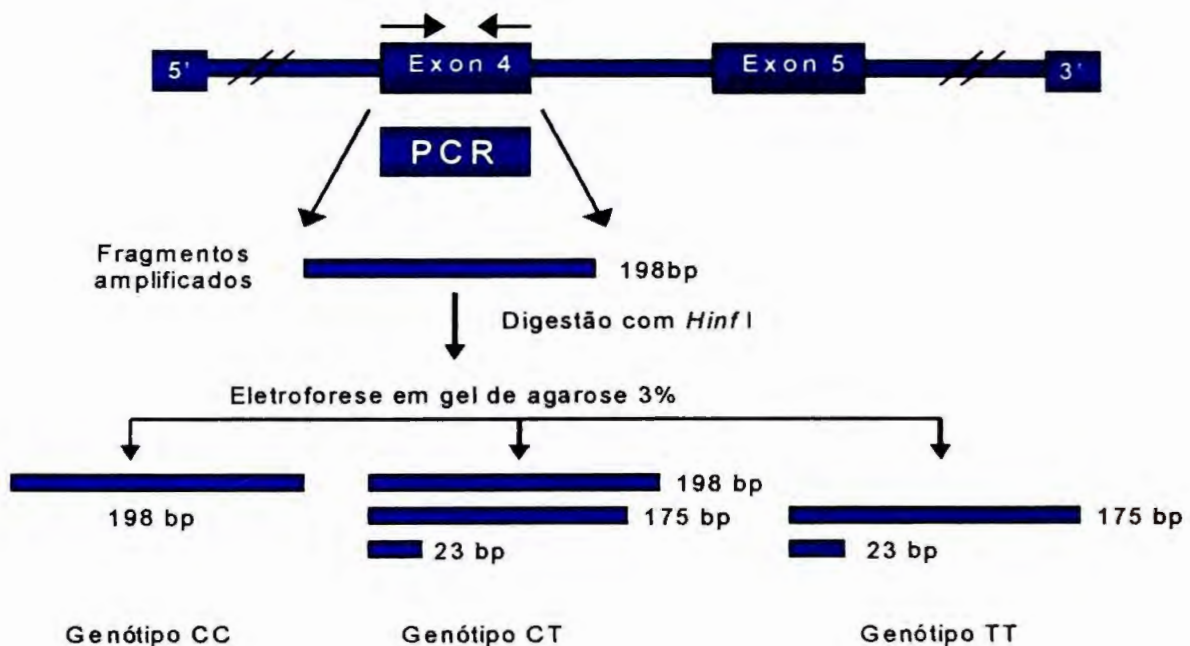 5'
Exon 4
Exon 5
3'
PCR
Fragmentos
amplificados
198bp
Digestão com Hinf I
Eletroforese em gel de agarose 3%
198 bp
198 bp
175 bp
23 bp
175 bp
23 bp
Genótipo CC
Genótipo CT
Genótipo TT